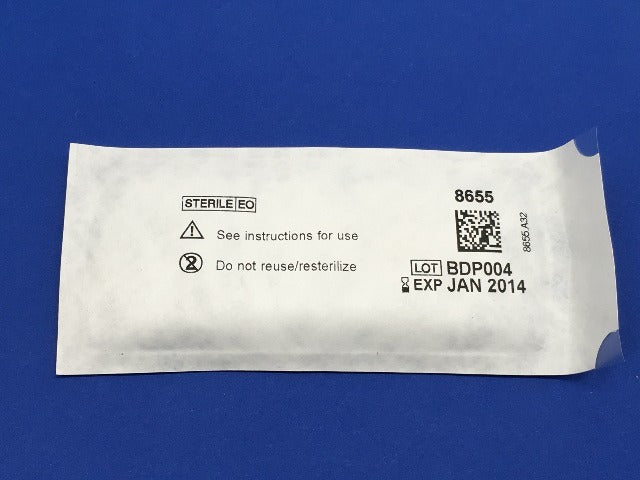 STERILE EO
See instructions for use
Do not reuse/resterilize
8655
8655 A32
LOT BDP004
EXP JAN 2014